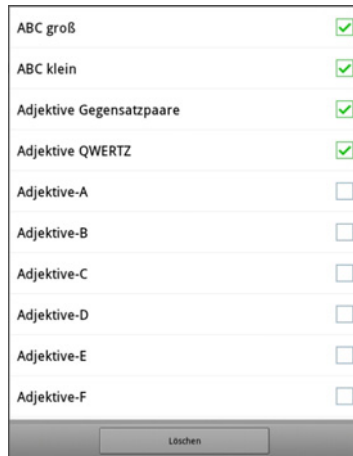 ABC groß
ABC klein
Adjektive Gegensatzpaare
Adjektive QWERTZ
Adjektive-A
Adjektive-B
Adjektive-C
Adjektive-D
Adjektive-E
Adjektive-F
Löschen